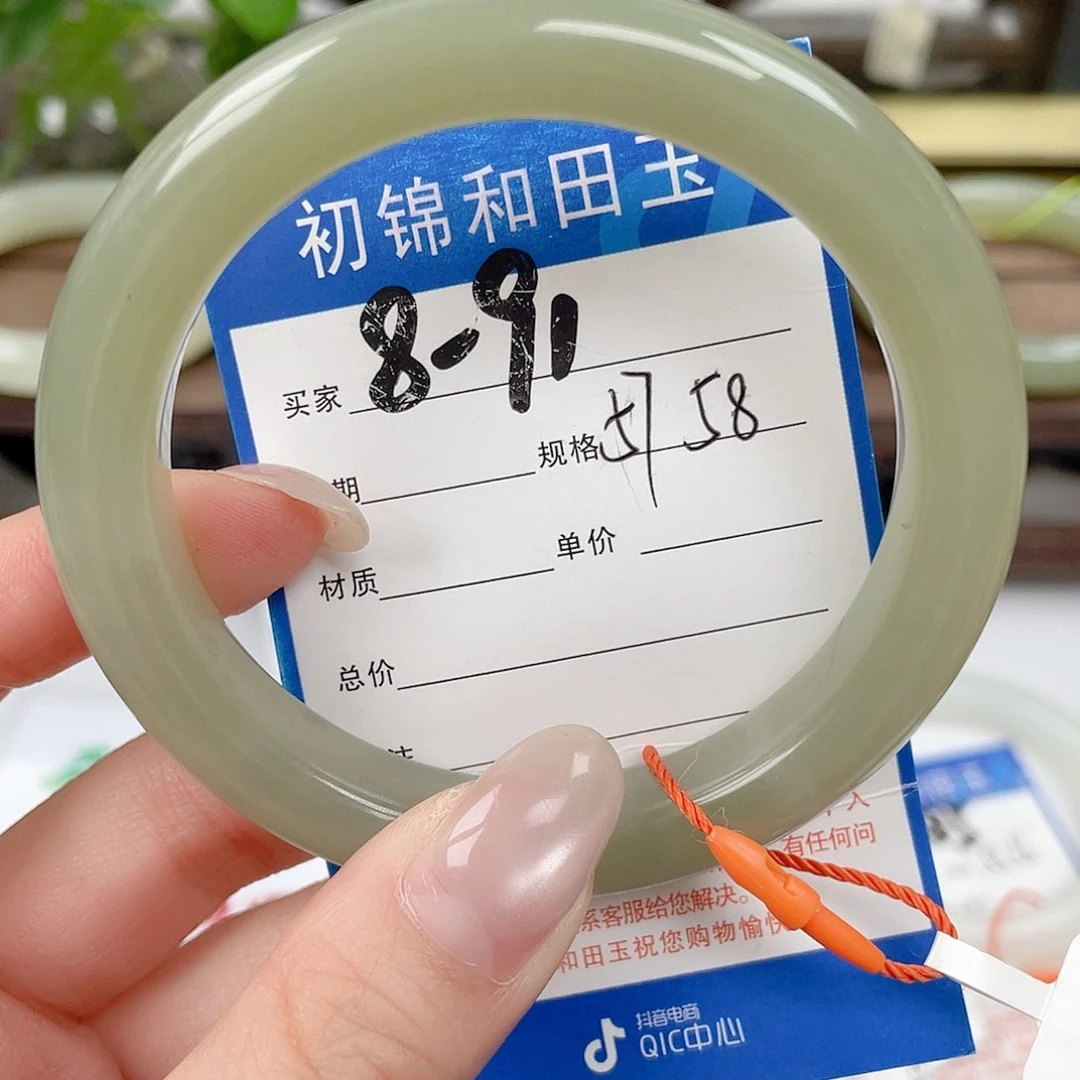 初锦和田玉
买家 8-91
期 规格 切 58
材质 单价
总价
有任何问
系客服给您解决。
和田玉祝您购物愉快
抖音电商
QIC中心